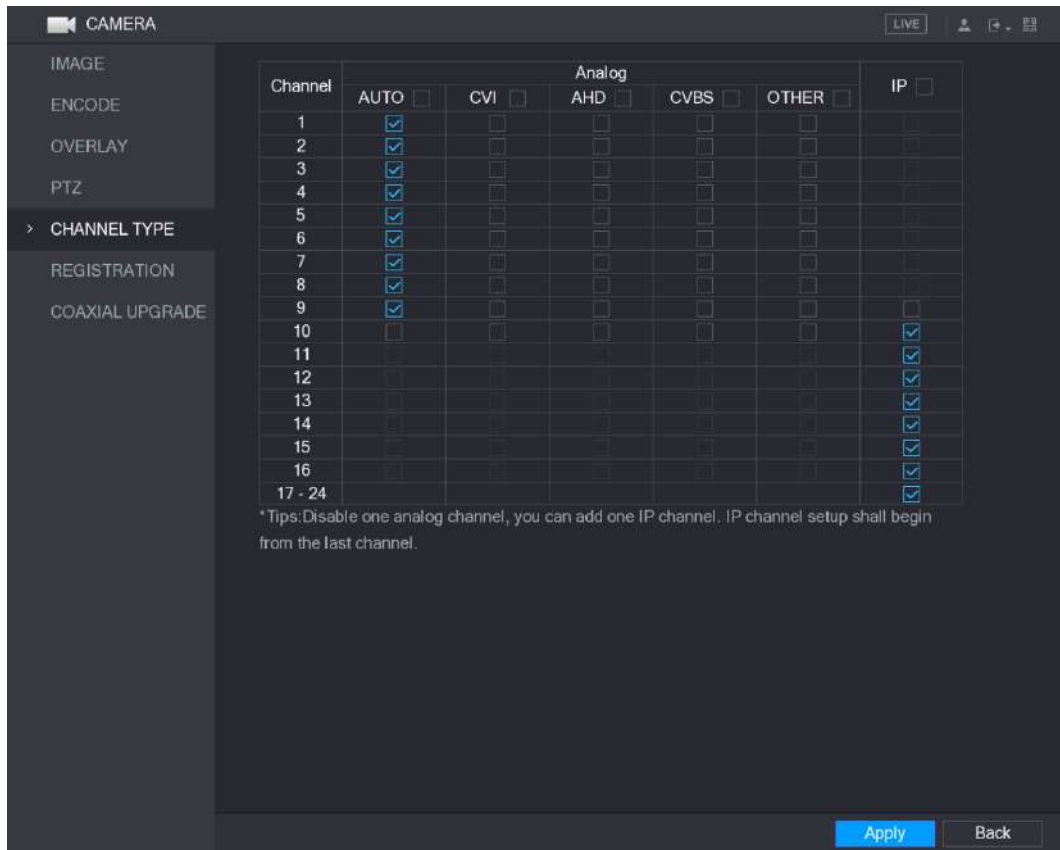 CAMERA
LIVE
IMAGE
ENCODE
OVERLAY
PTZ
> CHANNEL TYPE
REGISTRATION
COAXIAL UPGRADE
Channel Analog IP
AUTO CVI AHD CVBS OTHER
1
2
3
4
5
6
7
8
9
10
11
12
13
14
15
16
17 - 24
*Tips:Disable one analog channel, you can add one IP channel. IP channel setup shall begin
from the last channel.
Apply Back